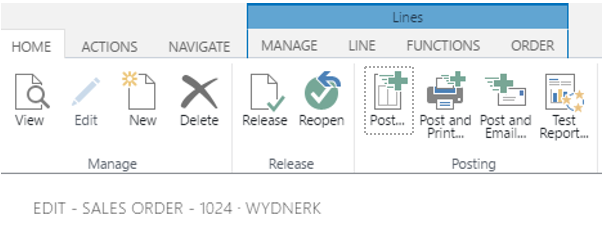 Lines
HOME ACTIONS NAVIGATE MANAGE LINE FUNCTIONS ORDER
View Edit New Delete Release Reopen Post... Post and Print... Post and Email... Test Report...
Manage Release Posting
EDIT - SALES ORDER - 1024 · WYDNERK